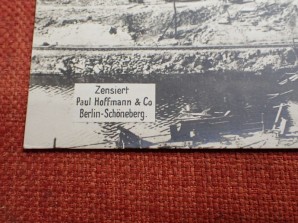 Zensiert
Paul Hoffmann & Co
Berlin-Schöneberg.